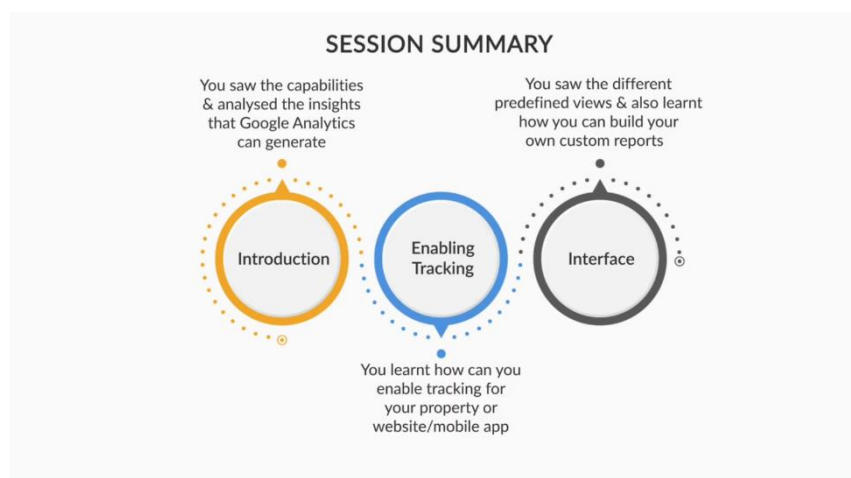 SESSION SUMMARY
You saw the capabilities
& analysed the insights
that Google Analytics
can generate
You saw the different
predefined views & also learnt
how you can build your
own custom reports
Introduction
Enabling
Tracking
Interface
You learnt how can you
enable tracking for
your property or
website/mobile app